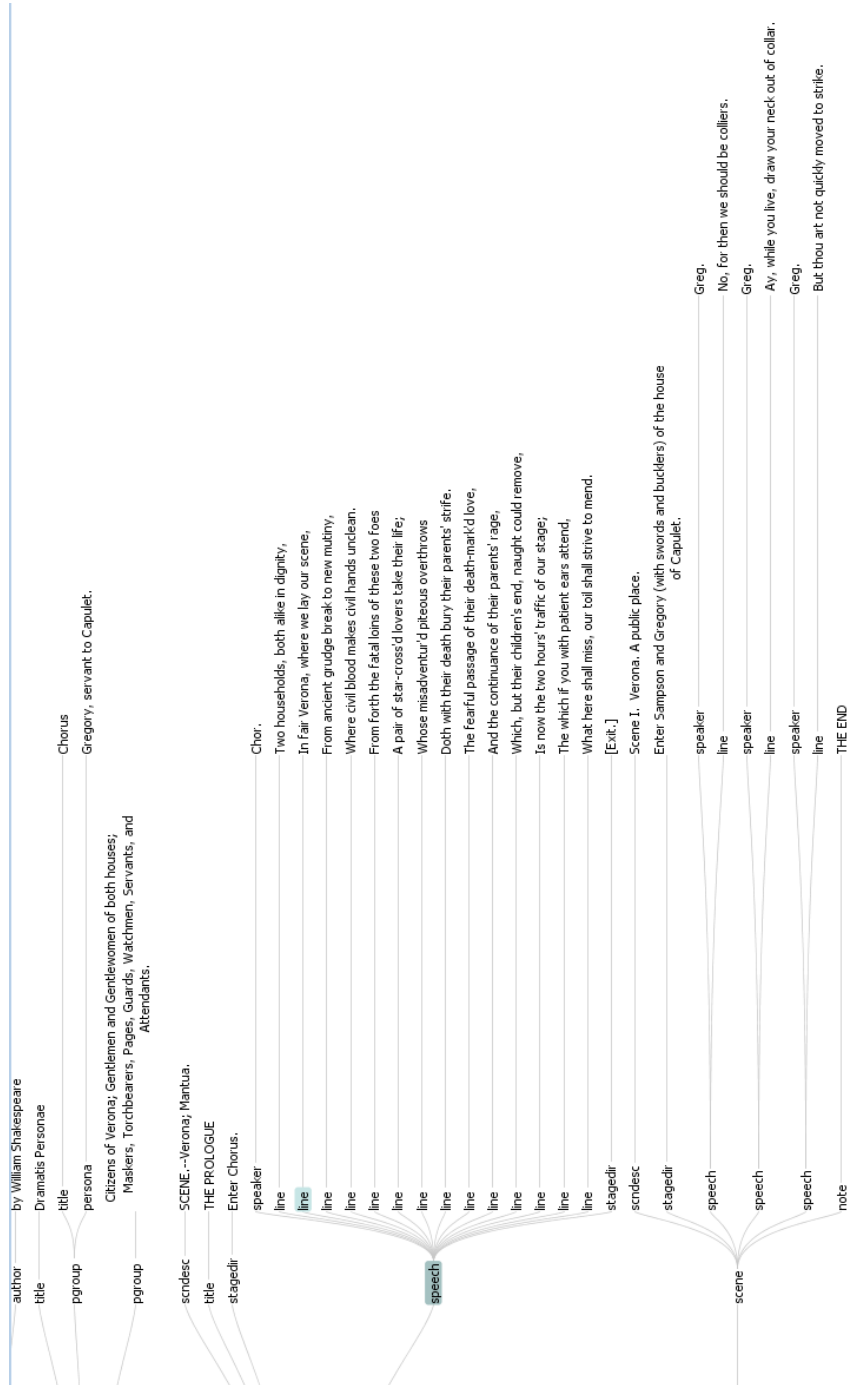 author
by William Shakespeare
title
Dramatis Personae
pgroup
title
Chorus
persona
Gregory, servant to Capulet.
pgroup
Citizens of Verona; Gentlemen and Gentlewomen of both houses;
Maskers, Torchbearers, Pages, Guards, Watchmen, Servants, and
Attendants.
scndesc
SCENE.--Verona; Mantua.
title
THE PROLOGUE
stagedir
Enter Chorus.
speech
speaker
Chor.
line
Two households, both alike in dignity,
line
In fair Verona, where we lay our scene,
line
From ancient grudge break to new mutiny,
line
Where civil blood makes civil hands unclean.
line
From forth the fatal loins of these two foes
line
A pair of star-cross'd lovers take their life;
line
Whose misadventur'd piteous overthrows
line
Doth with their death bury their parents' strife.
line
The fearful passage of their death-mark'd love,
line
And the continuance of their parents' rage,
line
Which, but their children's end, naught could remove,
line
Is now the two hours' traffic of our stage;
line
The which if you with patient ears attend,
line
What here shall miss, our toil shall strive to mend.
stagedir
[Exit.]
scene
scndesc
Scene I. Verona. A public place.
stagedir
Enter Sampson and Gregory (with swords and bucklers) of the house
of Capulet.
speech
speaker
Greg.
line
No, for then we should be colliers.
speech
speaker
Greg.
line
Ay, while you live, draw your neck out of collar.
speech
speaker
Greg.
line
But thou art not quickly moved to strike.
note
THE END